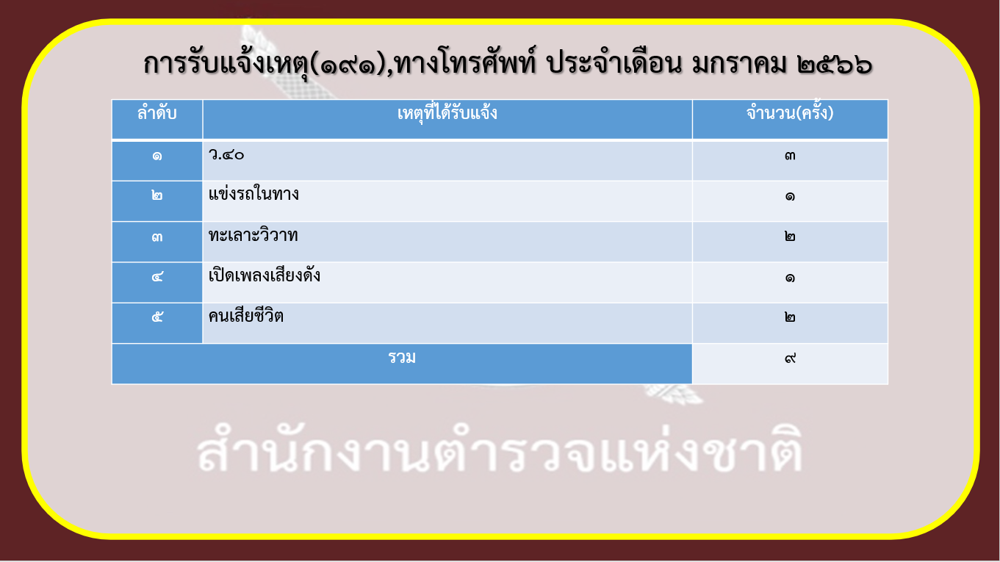 การรับแจ้งเหตุ(๑๙๑),ทางโทรศัพท์ ประจำเดือน มกราคม ๒๕๖๖
ลำดับ เหตุที่ได้รับแจ้ง จำนวน(ครั้ง)
๑ ว.๔๐ ๓
๒ แข่งรถในทาง ๑
๓ ทะเลาะวิวาท ๒
๔ เปิดเพลงเสียงดัง ๑
๕ คนเสียชีวิต ๒
รวม ๙
สำนักงานตำรวจแห่งชาติ